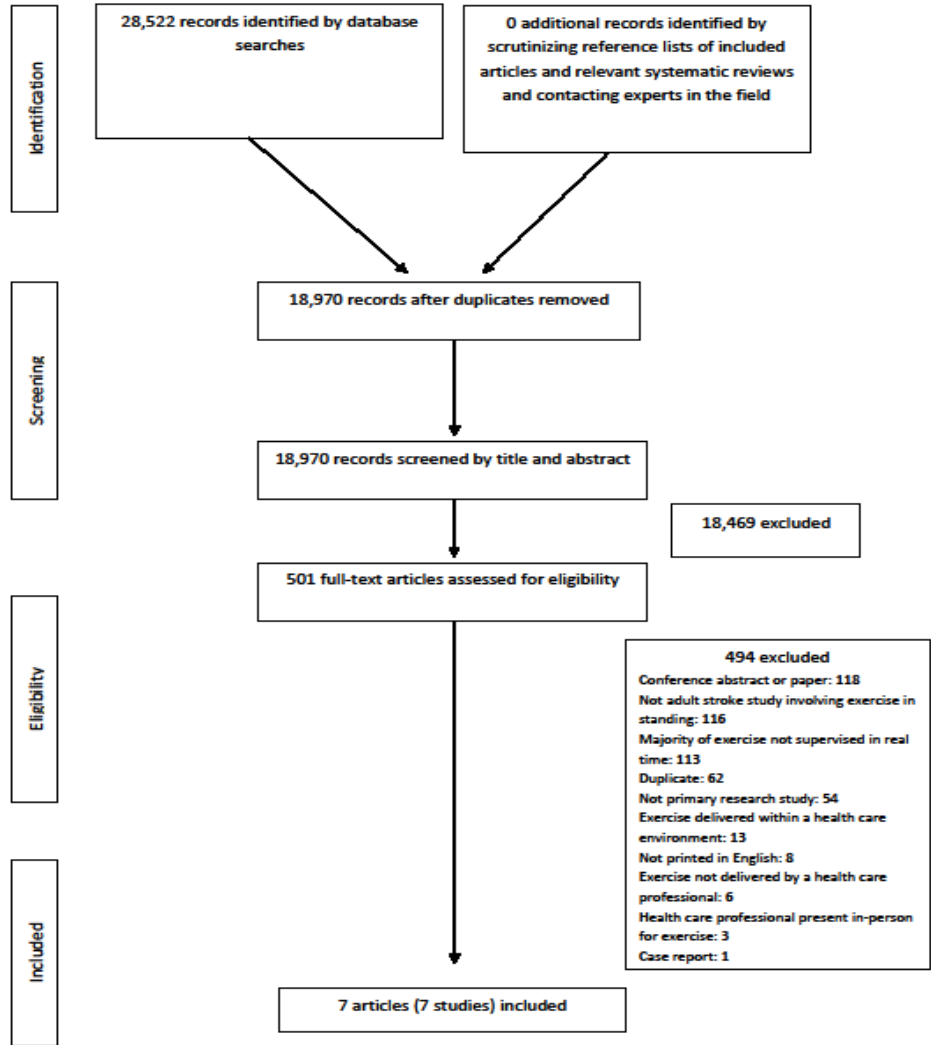 Identification
28,522 records identified by database
searches
0 additional records identified by
scrutinizing reference lists of included
articles and relevant systematic reviews
and contacting experts in the field
Screening
18,970 records after duplicates removed
18,970 records screened by title and abstract
18,469 excluded
Eligibility
501 full-text articles assessed for eligibility
494 excluded
Conference abstract or paper: 118
Not adult stroke study involving exercise in
standing: 116
Majority of exercise not supervised in real
time: 113
Duplicate: 62
Not primary research study: 54
Exercise delivered within a health care
environment: 13
Not printed in English: 8
Exercise not delivered by a health care
professional: 6
Health care professional present in-person
for exercise: 3
Case report: 1
Included
7 articles (7 studies) included